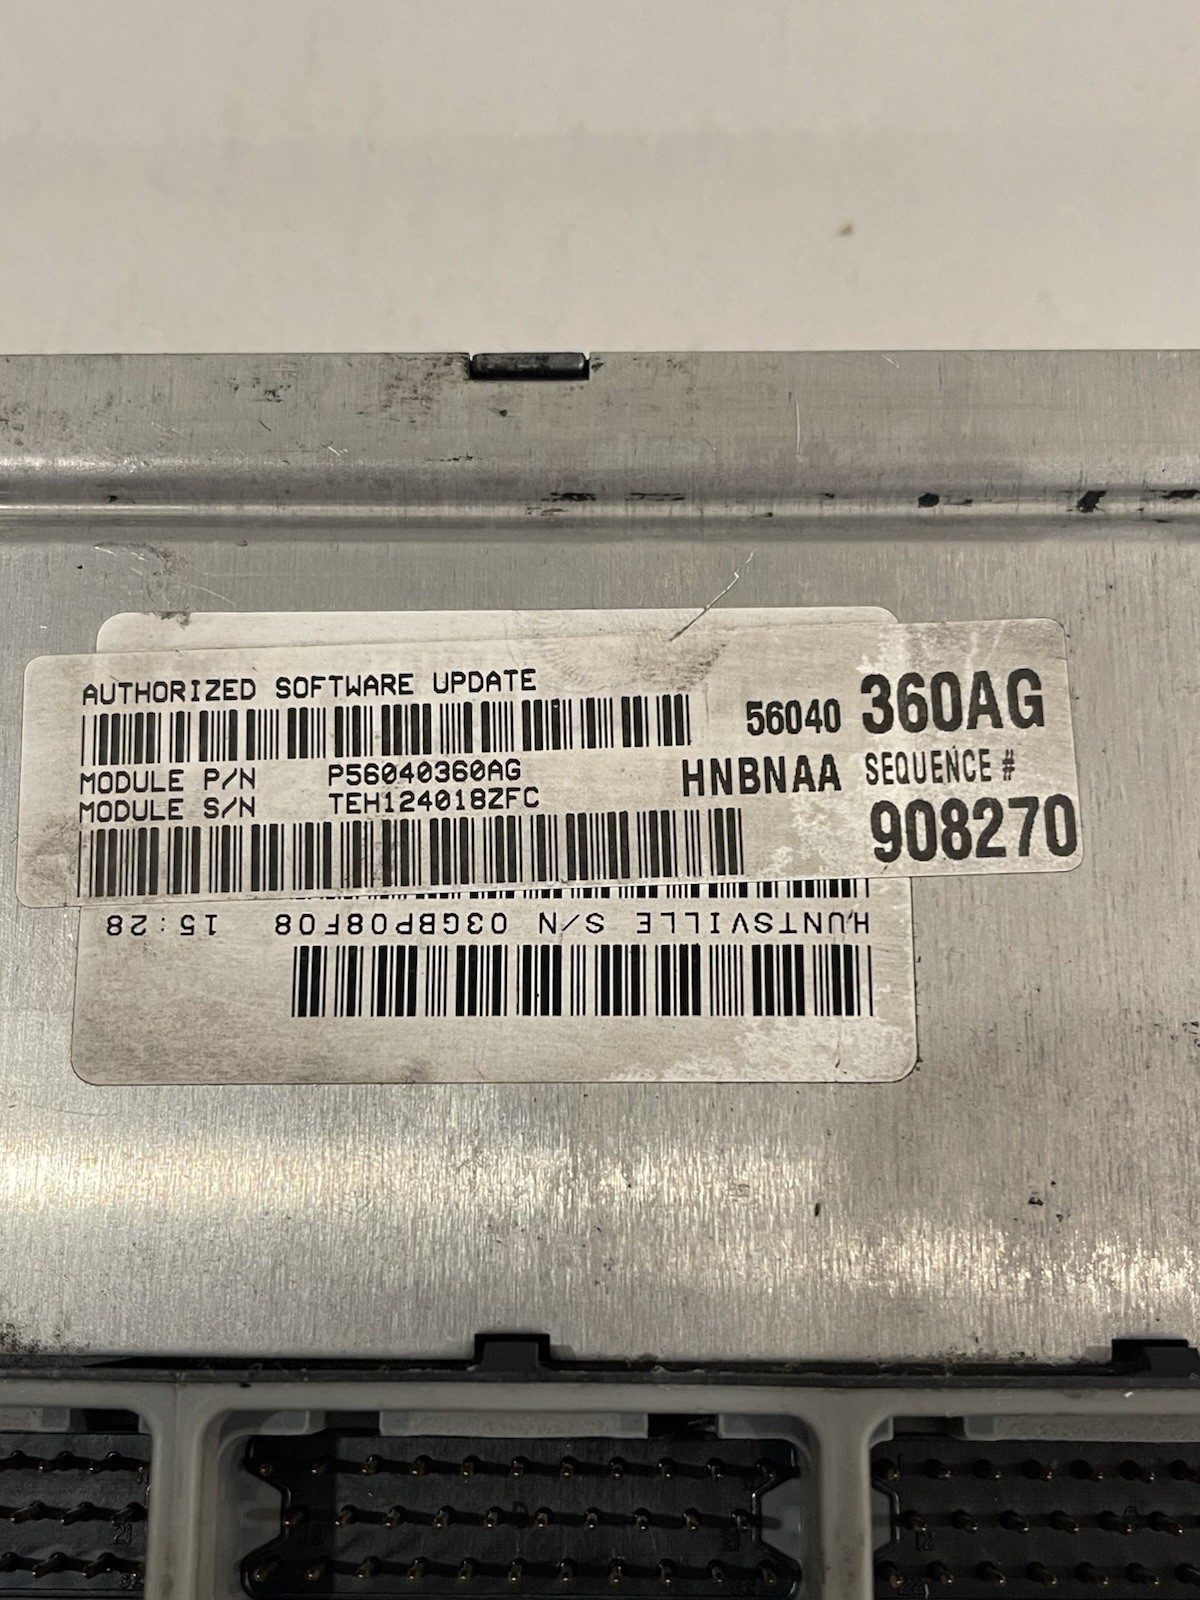 AUTHORIZED SOFTWARE UPDATE
56040 360AG
MODULE P/N P56040360AG
MODULE S/N TEH124018ZFC
HNBNAA SEQUENCE #
908270
HUNTSVILLE S/N 03GBP08F08 15:28